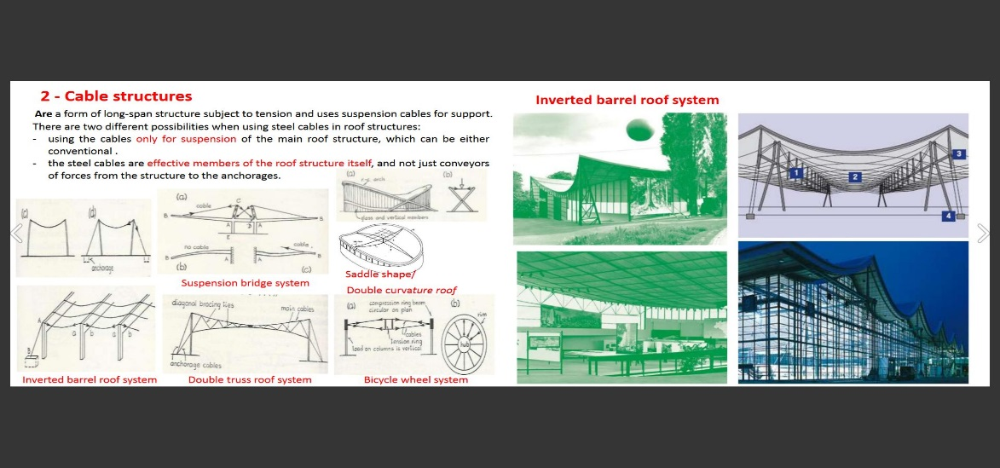 2 - Cable structures
Are a form of long-span structure subject to tension and uses suspension cables for support.
There are two different possibilities when using steel cables in roof structures:
- using the cables only for suspension of the main roof structure, which can be either
conventional .
- the steel cables are effective members of the roof structure itself, and not just conveyors
of forces from the structure to the anchorages.
(c) (d)
anchorage
(a)
cable
C
B
B
A
D
A
E
no cable
cable
B
A
A
B
(b)
(c)
Suspension bridge system
(a) (b)
r.c. arch
glass and vertical members
Saddle shape/
Double curvature roof
A
B
a
b
a
b
Inverted barrel roof system
diagonal bracing ties
main cables
anchorage cables
Double truss roof system
(a)
compression ring beam
circular on plan
(b)
rim
cables
tension ring
load on columns is vertical
hub
Bicycle wheel system
Inverted barrel roof system
1
2
3
4